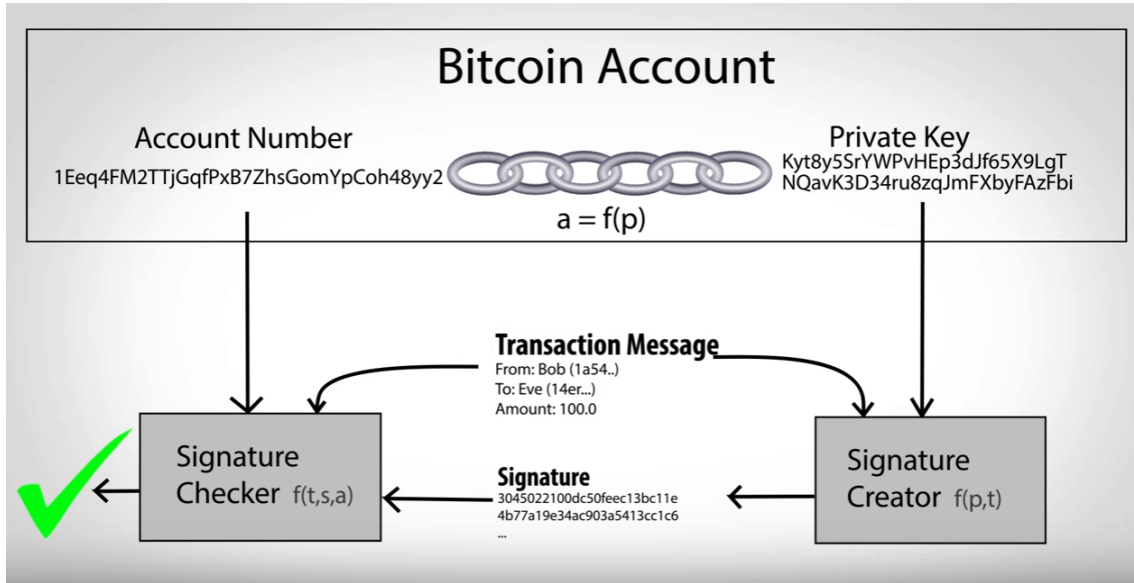 Bitcoin Account
Account Number
1Eeq4FM2TTjGqfPxB7ZhsGomYpCoh48yy2
Private Key
Kyt8y5SrYWPvHEp3dJf65X9LgT
NQavK3D34ru8zqJmFXbyFAzFbi
a = f(p)
Transaction Message
From: Bob (1a54..)
To: Eve (14er...)
Amount: 100.0
Signature
Checker f(t,s,a)
Signature
3045022100dc50feec13bc11e
4b77a19e34ac903a5413cc1c6
...
Signature
Creator f(p,t)